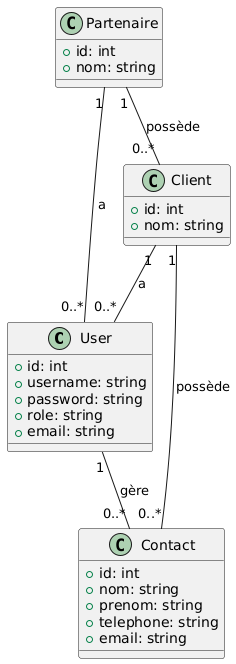 C Partenaire
id: int
nom: string
1 1
possède
0..*
C Client
id: int
nom: string
a
1 1
a
0..* 0..*
C User
id: int
username: string
password: string
role: string
email: string
possède
1
gère
0..* 0..*
C Contact
id: int
nom: string
prenom: string
telephone: string
email: string